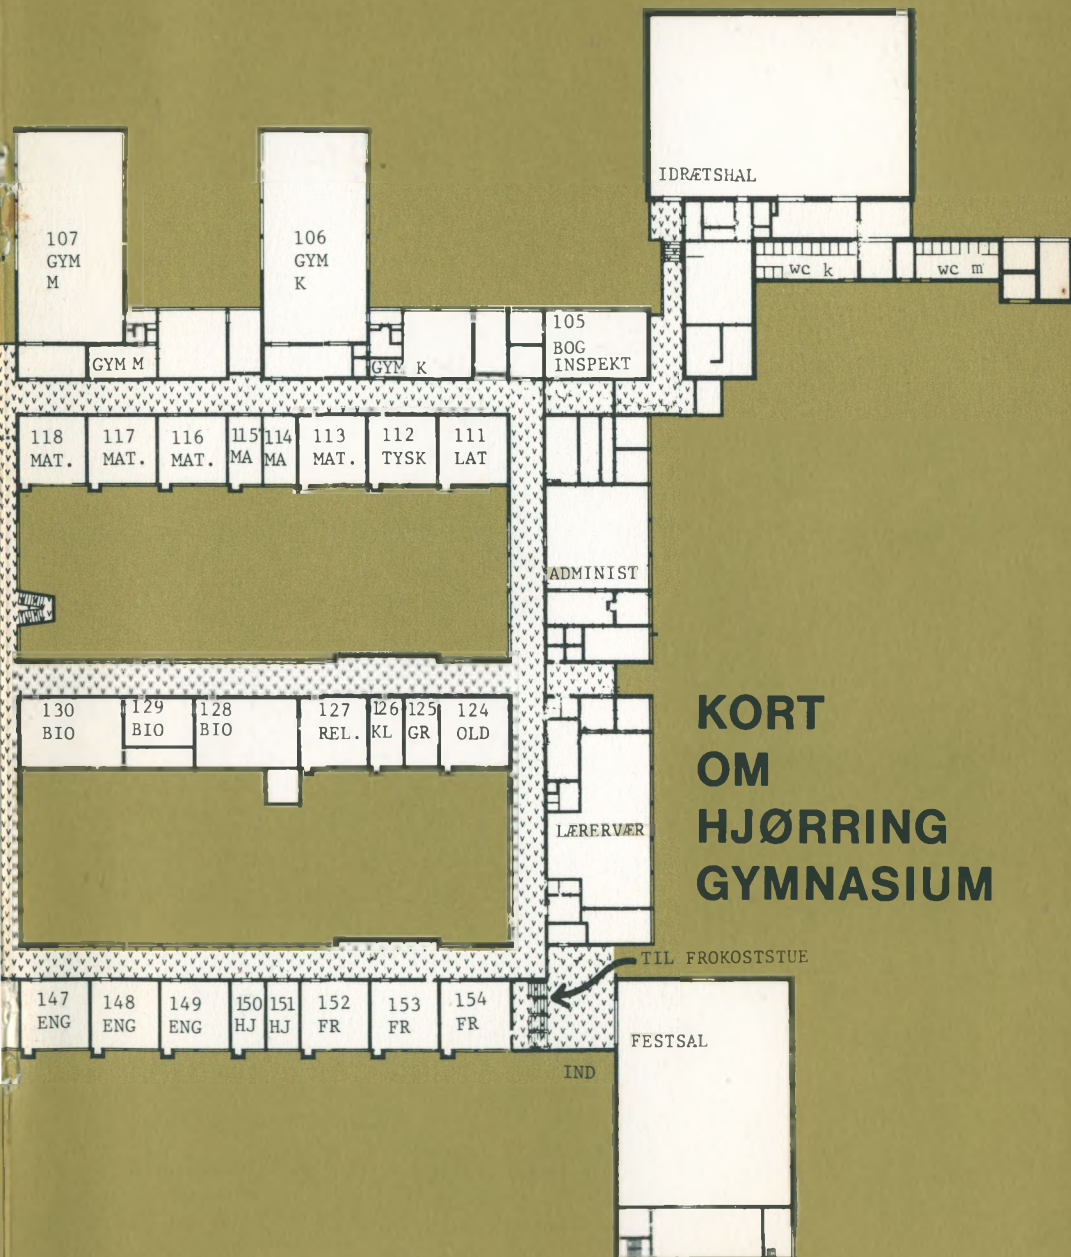 IDRÆTSHAL
107
GYM
M
106
GYM
K
wc k
wc m
105
BOG
INSPEKT
GYM M
GYM K
118
MAT.
117
MAT.
116
MAT.
115
MA
114
MA
113
MAT.
112
TYSK
111
LAT
ADMINIST
130
BIO
129
BIO
128
BIO
127
REL.
126
KL
125
GR
124
OLD
KORT
OM
HJØRRING
GYMNASIUM
LÆRERVÆR
TIL FROKOSTSTUE
147
ENG
148
ENG
149
ENG
150
HJ
151
HJ
152
FR
153
FR
154
FR
FESTSAL
IND